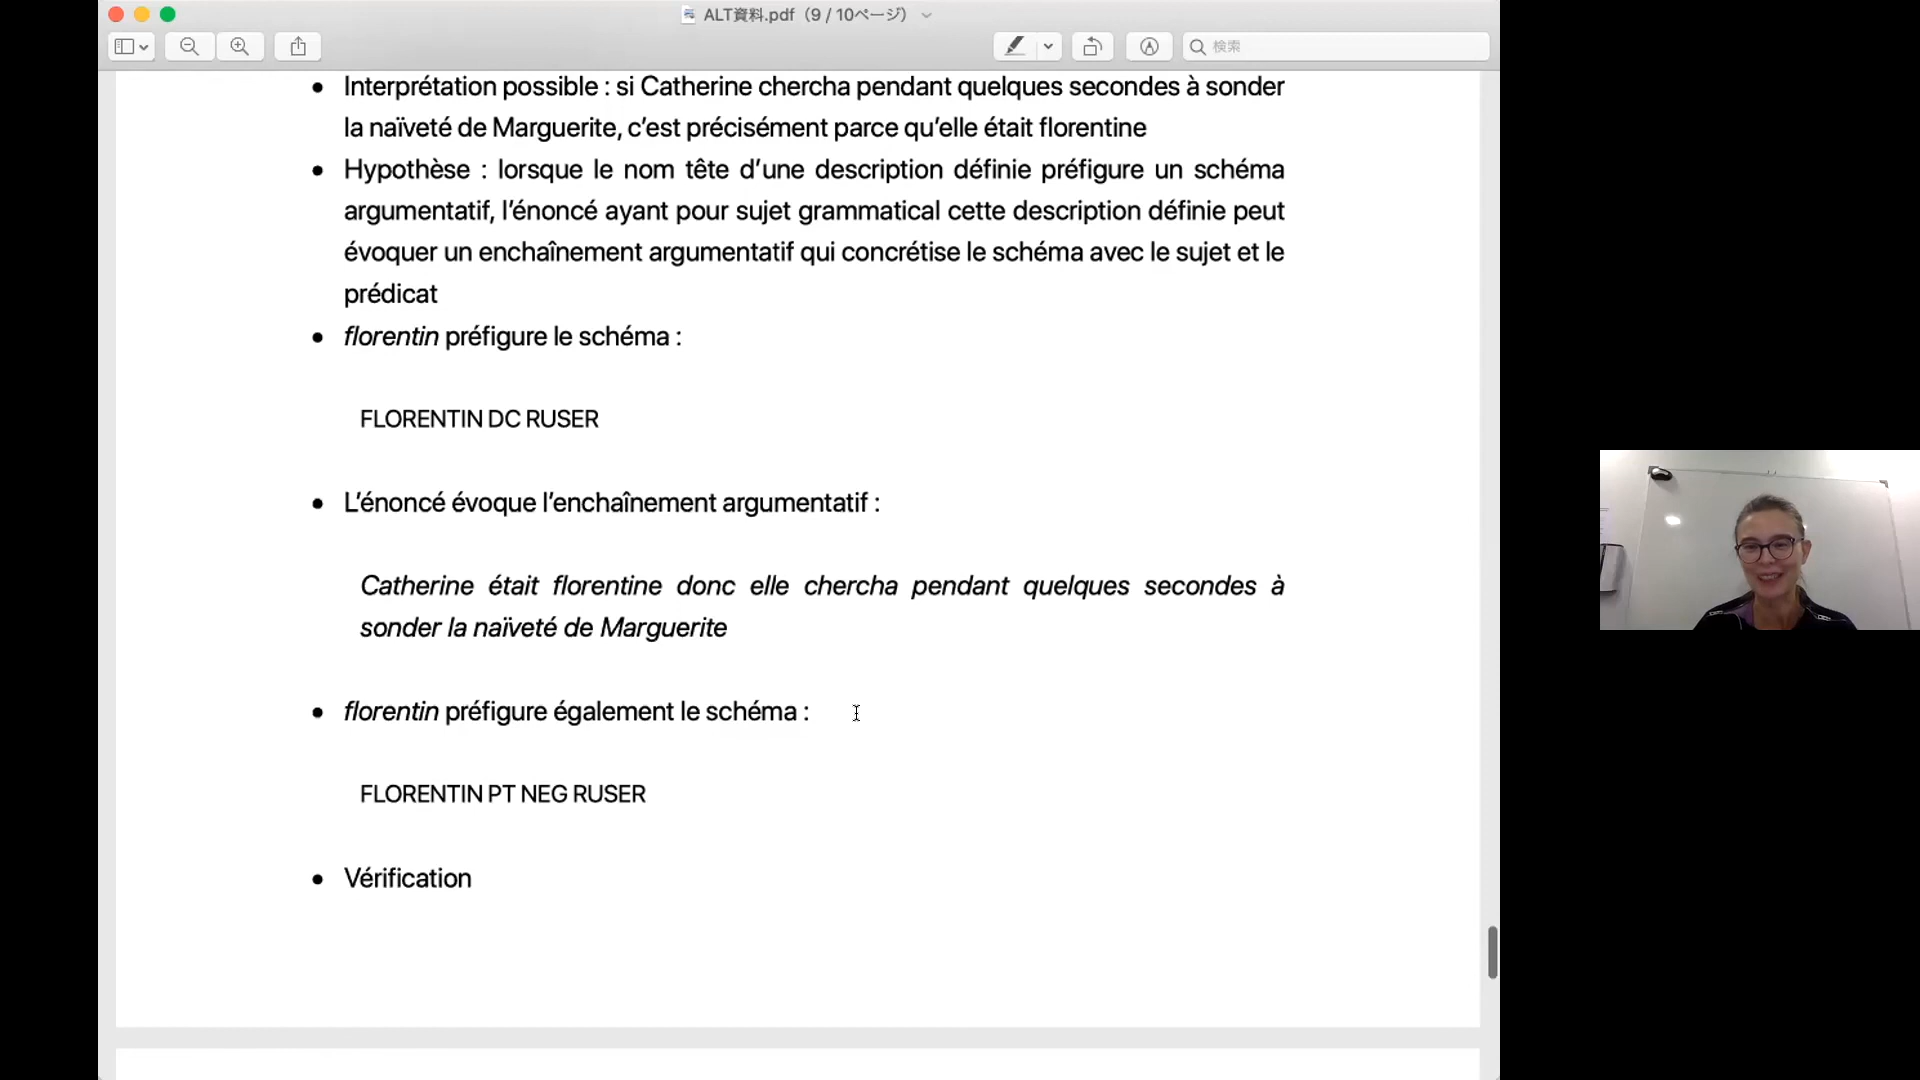 ALT資料.pdf（9 / 10ページ）
検索
• Interprétation possible : si Catherine chercha pendant quelques secondes à sonder
la naïveté de Marguerite, c’est précisément parce qu’elle était florentine
• Hypothèse : lorsque le nom tête d’une description définie préfigure un schéma
argumentatif, l’énoncé ayant pour sujet grammatical cette description définie peut
évoquer un enchaînement argumentatif qui concrétise le schéma avec le sujet et le
prédicat
• florentin préfigure le schéma :
FLORENTIN DC RUSER
• L’énoncé évoque l’enchaînement argumentatif :
Catherine était florentine donc elle chercha pendant quelques secondes à
sonder la naïveté de Marguerite
• florentin préfigure également le schéma :
FLORENTIN PT NEG RUSER
• Vérification